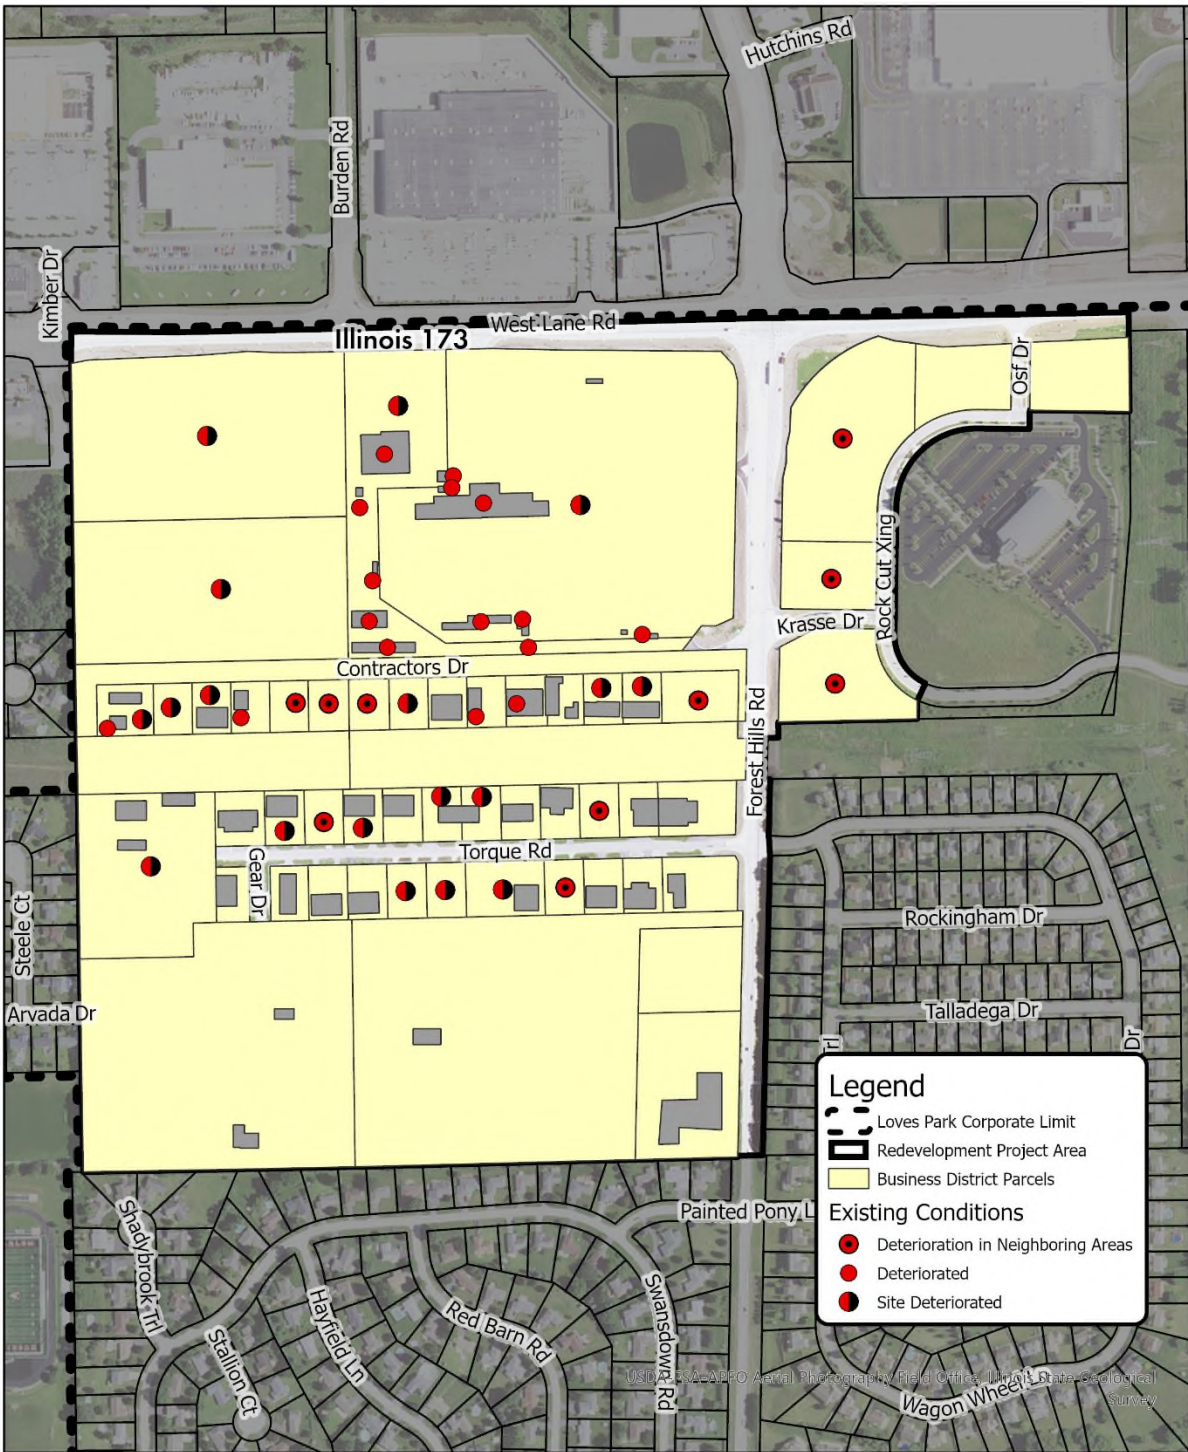 Hutchins Rd
Burden Rd
Kimber Dr
West Lane Rd
Illinois 173
Osf Dr
Rock Cut Xing
Krasse Dr
Contractors Dr
Forest Hills Rd
Torque Rd
Gear Dr
Rockingham Dr
Steele Ct
Arvada Dr
Talladega Dr
Trl
Dr
Legend
Loves Park Corporate Limit
Redevelopment Project Area
Business District Parcels
Existing Conditions
Deterioration in Neighboring Areas
Deteriorated
Site Deteriorated
Painted Pony L
Shadybrook Trl
Hayfield Ln
Red Barn Rd
Swansdown Rd
Stallion Ct
Wagon Wheel Ln
USDA-FSA-APFO Aerial Photography Field Office, Illinois State Geological
Survey